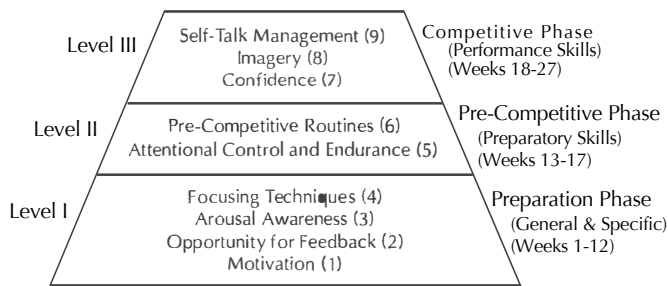 Level III
Self-Talk Management (9)
Imagery (8)
Confidence (7)
Competitive Phase
(Performance Skills)
(Weeks 18-27)
Level II
Pre-Competitive Routines (6)
Attentional Control and Endurance (5)
Pre-Competitive Phase
(Preparatory Skills)
(Weeks 13-17)
Level I
Focusing Techniques (4)
Arousal Awareness (3)
Opportunity for Feedback (2)
Motivation (1)
Preparation Phase
(General & Specific)
(Weeks 1-12)